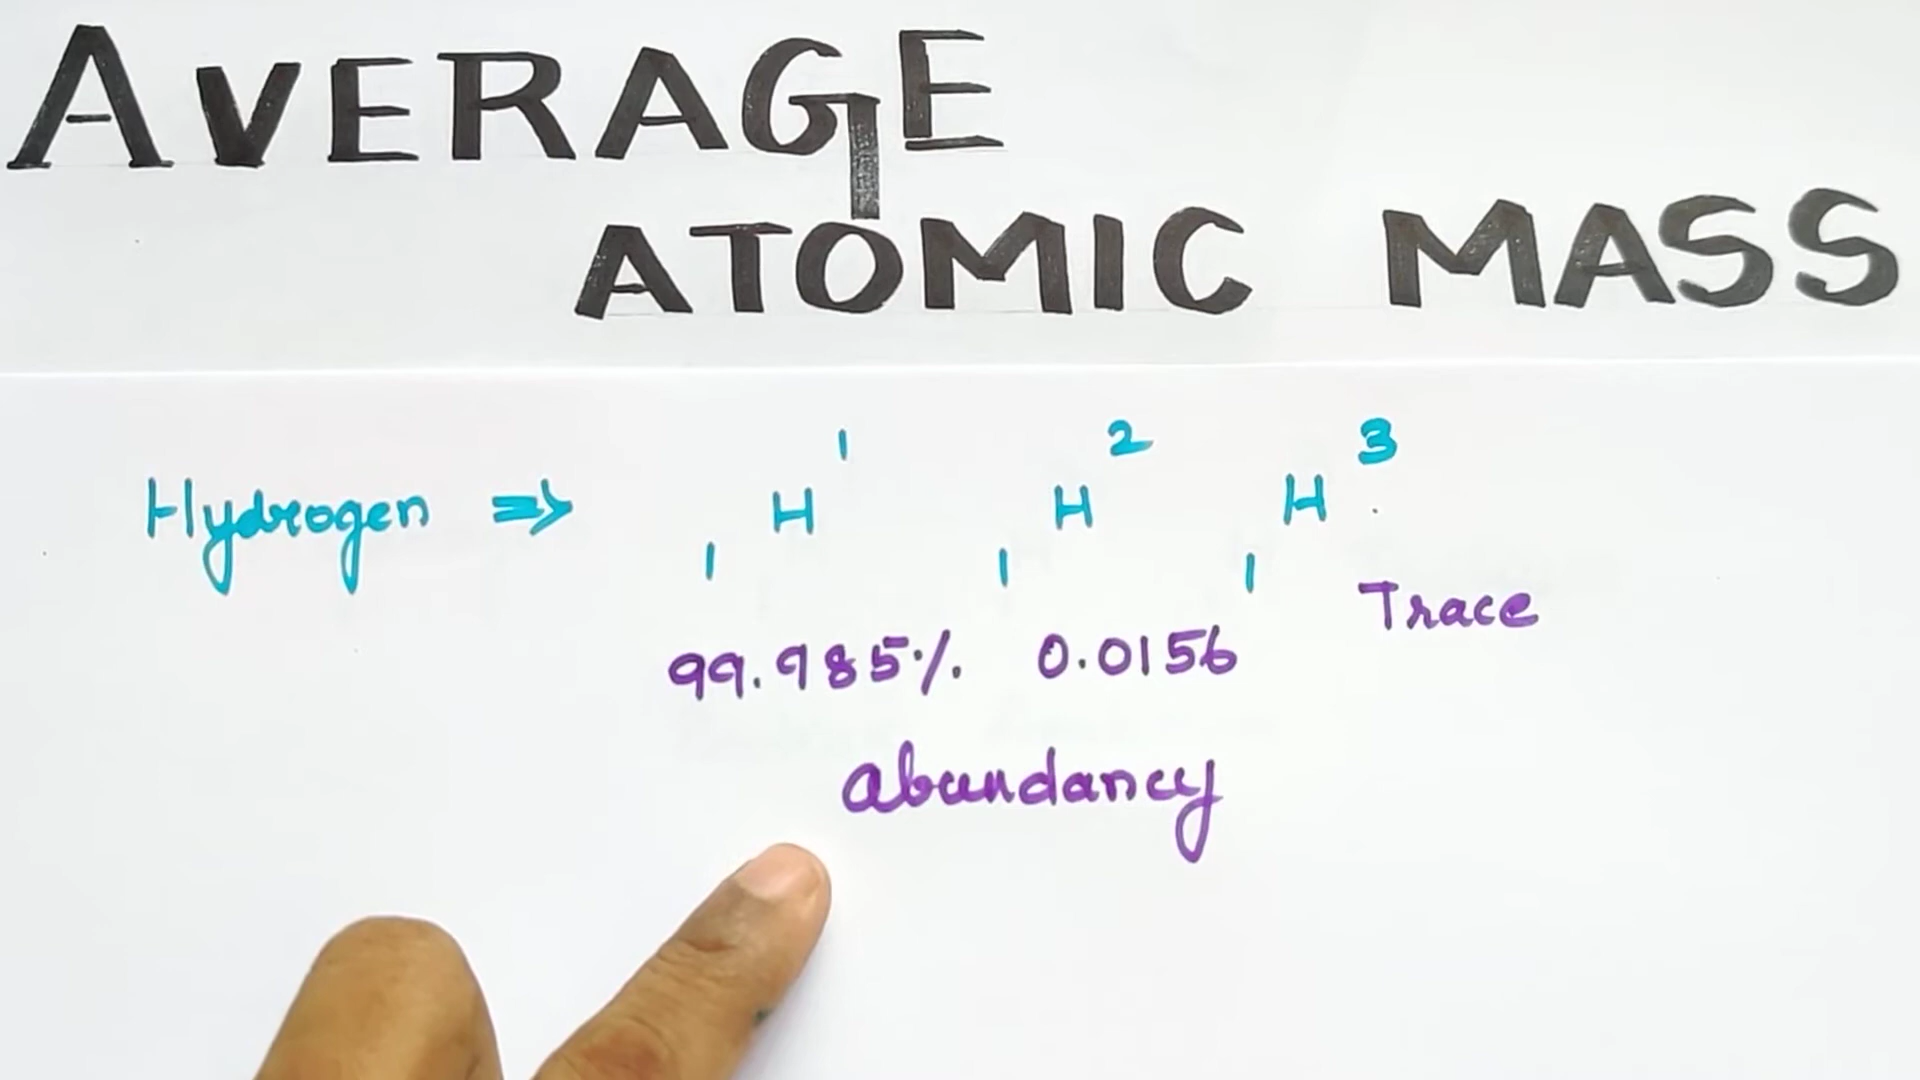 AVERAGE
ATOMIC MASS
Hydrogen ⇒ ₁H¹ ₁H² ₁H³
99.985% 0.0156 Trace
abundancy